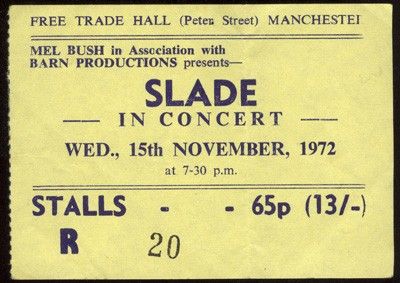 FREE TRADE HALL (Peter Street) MANCHESTER
MEL BUSH in Association with
BARN PRODUCTIONS presents—
SLADE
— IN CONCERT —
WED., 15th NOVEMBER, 1972
at 7-30 p.m.
STALLS - - 65p (13/-)
R 20